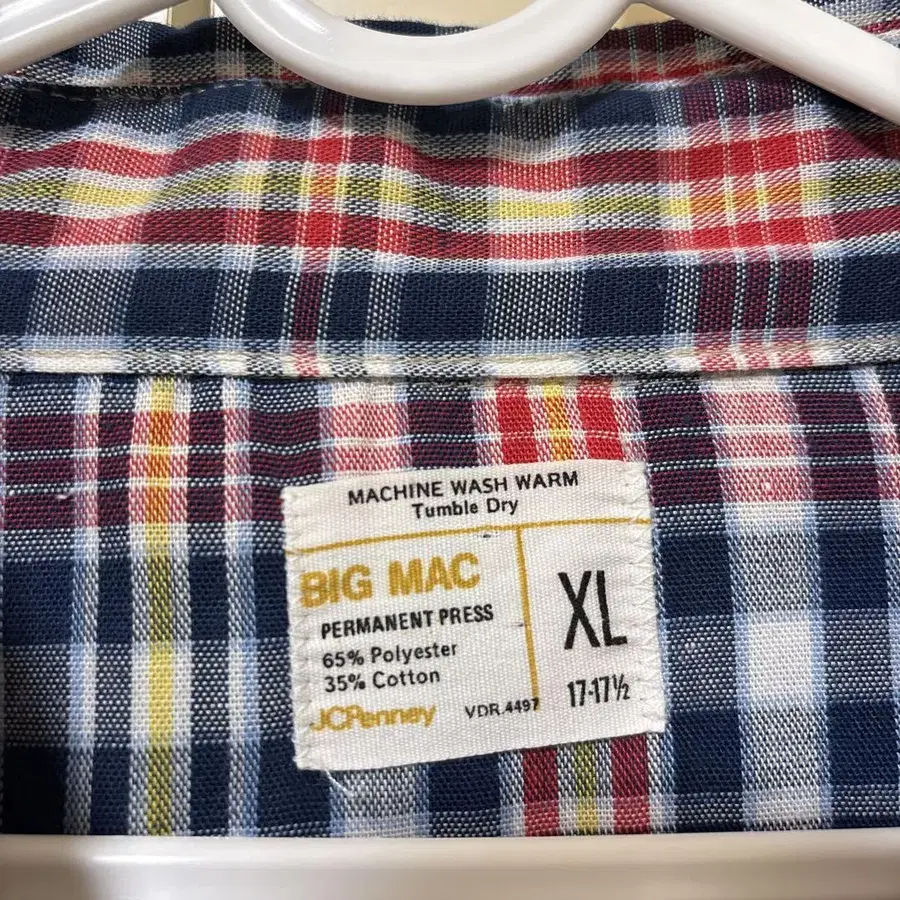 MACHINE WASH WARM
Tumble Dry
BIG MAC
PERMANENT PRESS
65% Polyester
35% Cotton
JCPenney
VDR.4497
XL
17-17½